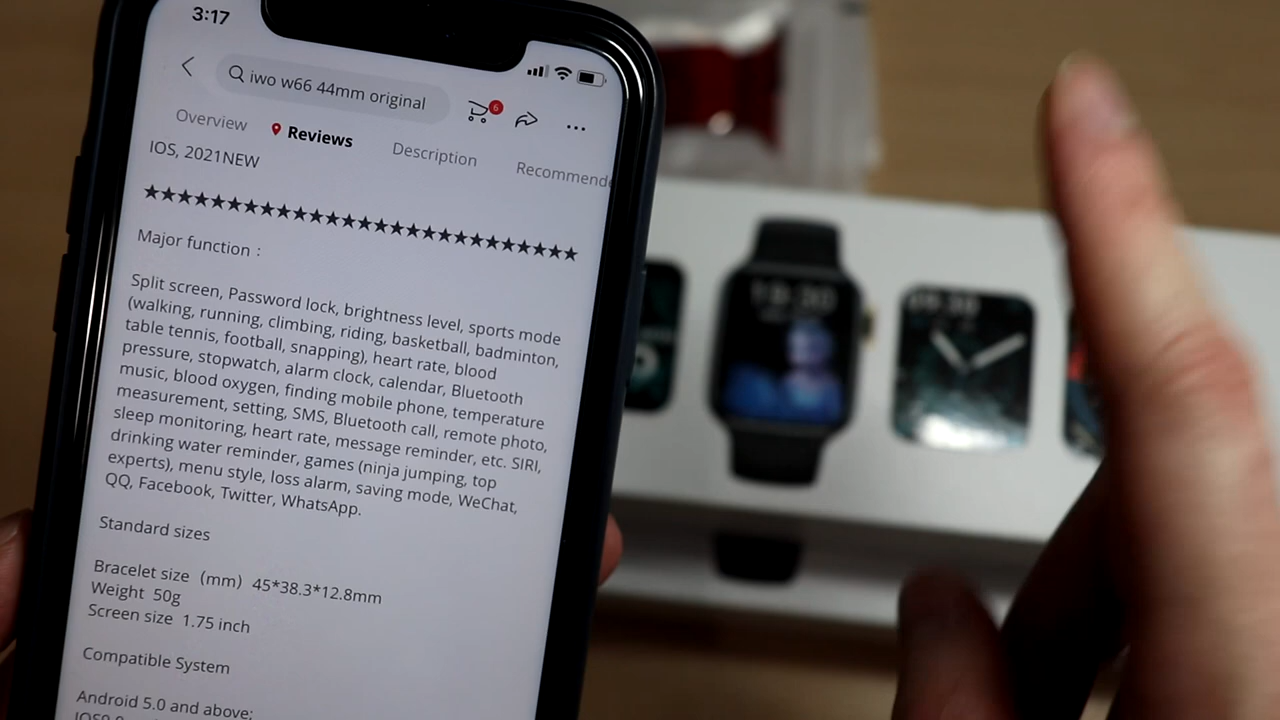 3:17
iwo w66 44mm original
6
Overview Reviews Description Recommende
IOS, 2021NEW
★★★★★★★★★★★★★★★★★★★★★★★★★★
Major function :
Split screen, Password lock, brightness level, sports mode
(walking, running, climbing, riding, basketball, badminton,
table tennis, football, snapping), heart rate, blood
pressure, stopwatch, alarm clock, calendar, Bluetooth
music, blood oxygen, finding mobile phone, temperature
measurement, setting, SMS, Bluetooth call, remote photo,
sleep monitoring, heart rate, message reminder, etc. SIRI,
drinking water reminder, games (ninja jumping, top
experts), menu style, loss alarm, saving mode, WeChat,
QQ, Facebook, Twitter, WhatsApp.
Standard sizes
Bracelet size (mm) 45*38.3*12.8mm
Weight 50g
Screen size 1.75 inch
Compatible System
Android 5.0 and above;